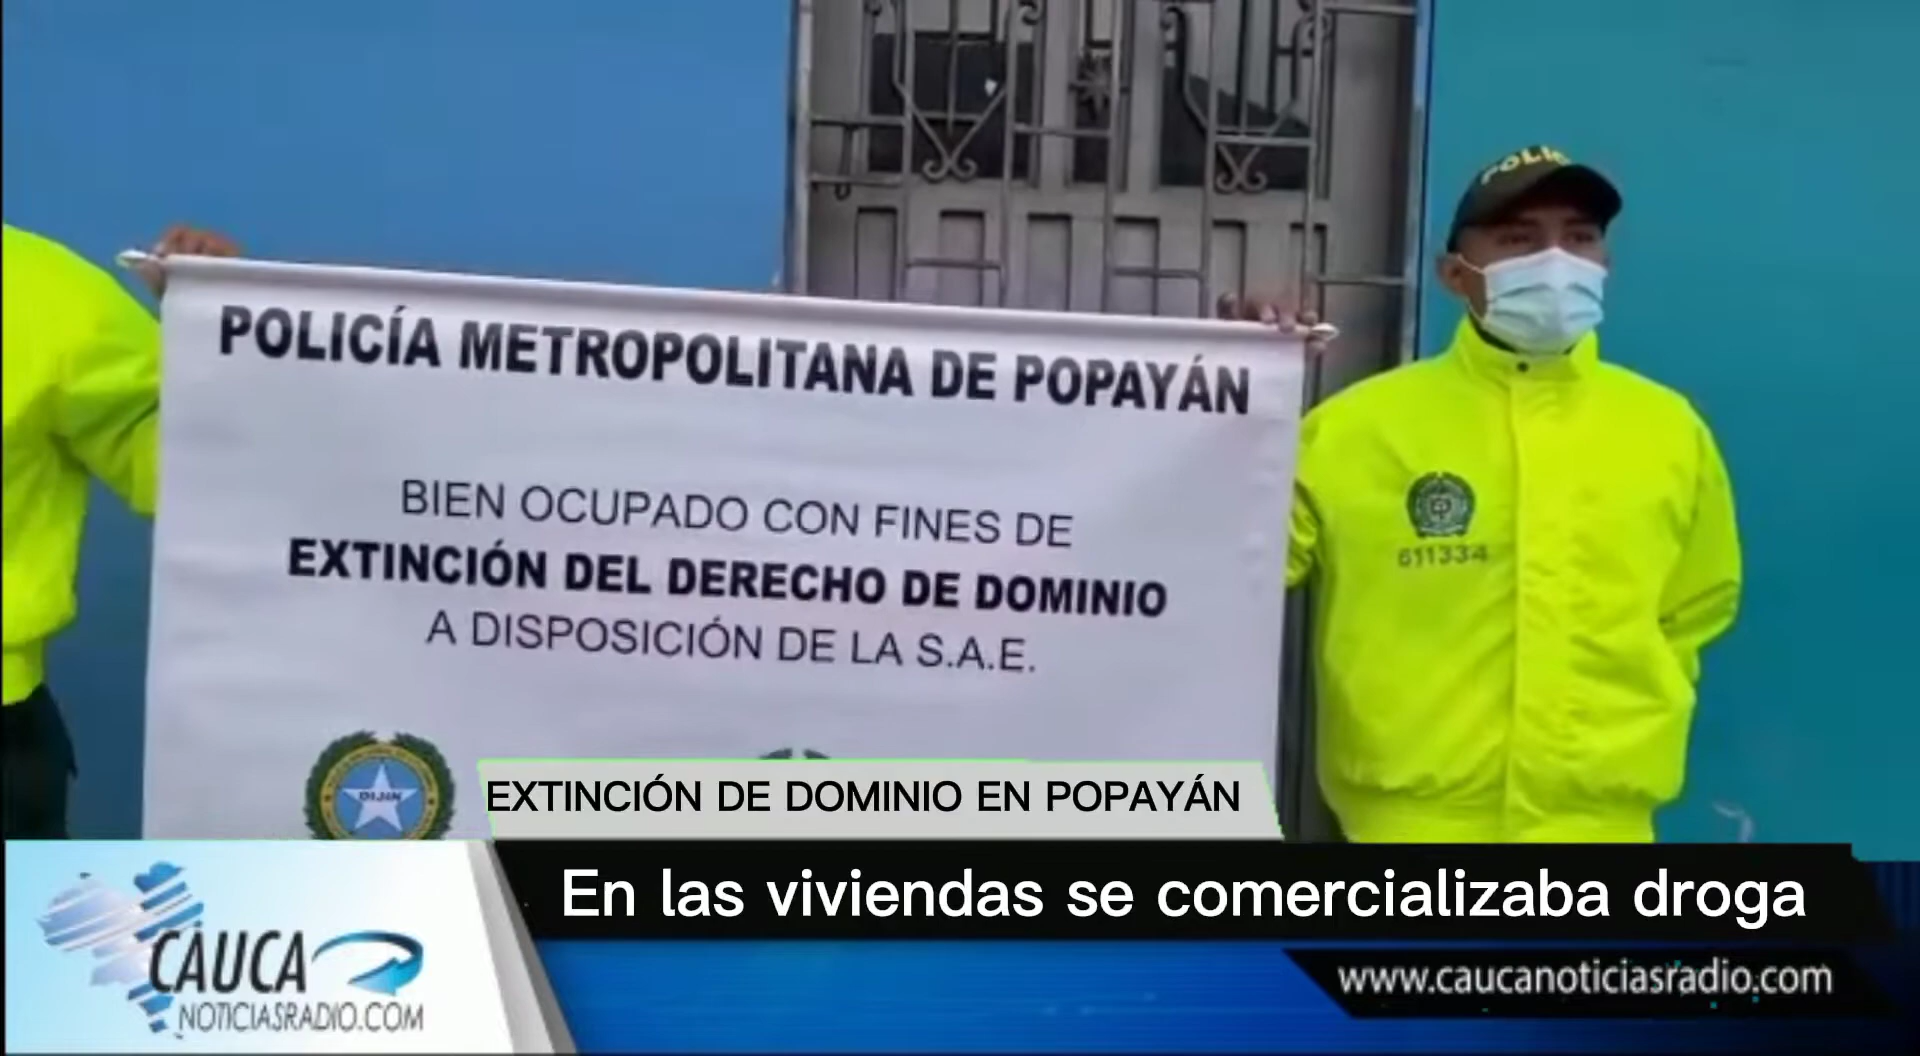 POLICÍA
POLICÍA METROPOLITANA DE POPAYÁN
BIEN OCUPADO CON FINES DE
EXTINCIÓN DEL DERECHO DE DOMINIO
A DISPOSICIÓN DE LA S.A.E.
611334
DIJIN
EXTINCIÓN DE DOMINIO EN POPAYÁN
En las viviendas se comercializaba droga
CAUCA
NOTICIASRADIO.COM
www.caucanoticiasradio.com